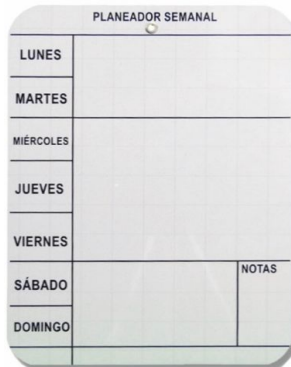 PLANEADOR SEMANAL
LUNES
MARTES
MIÉRCOLES
JUEVES
VIERNES
SÁBADO
NOTAS
DOMINGO